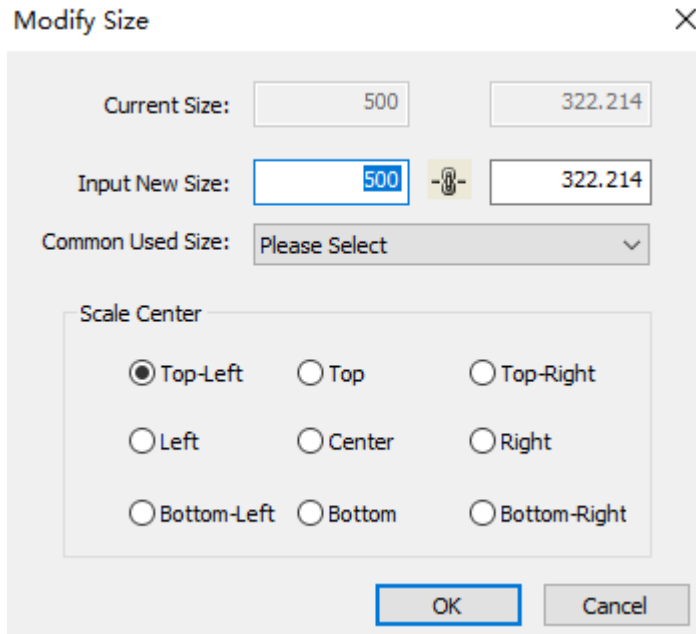 Modify Size
Current Size: 500 322.214
Input New Size: 500 322.214
Common Used Size: Please Select
Scale Center
Top-Left Top Top-Right
Left Center Right
Bottom-Left Bottom Bottom-Right
OK Cancel